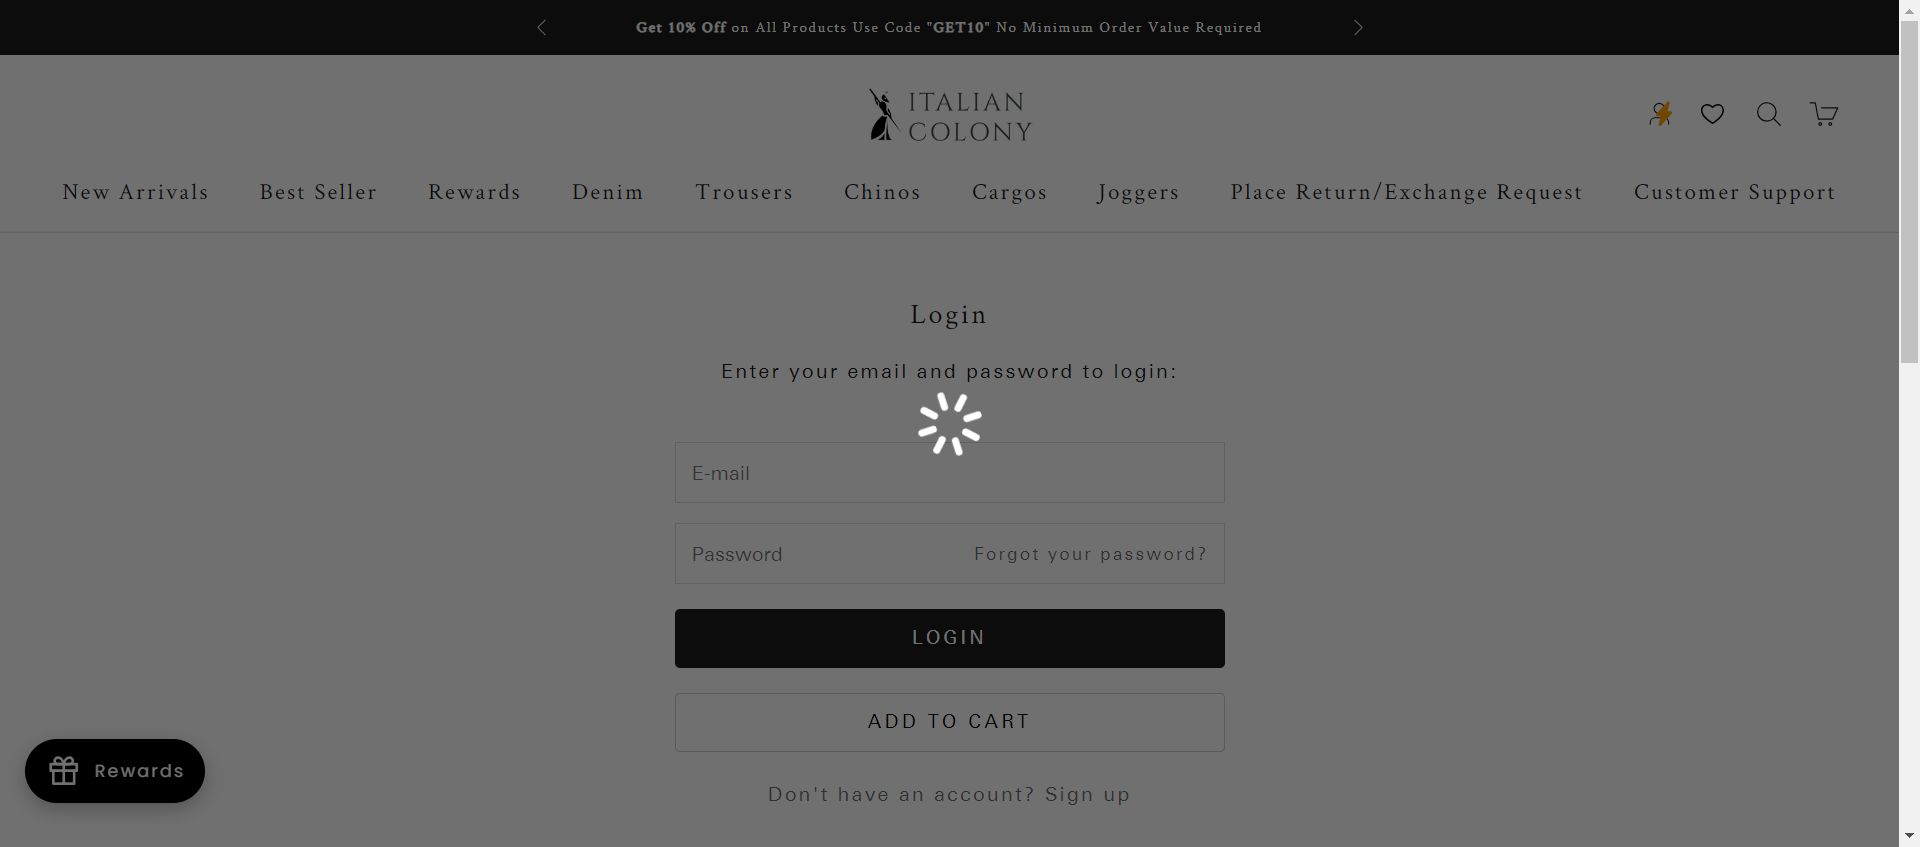 Get 10% Off on All Products Use Code "GET10" No Minimum Order Value Required
ITALIAN
COLONY
New Arrivals Best Seller Rewards Denim Trousers Chinos Cargos Joggers Place Return/Exchange Request Customer Support
Login
Enter your email and password to login:
E-mail
Password Forgot your password?
LOGIN
ADD TO CART
Rewards
Don't have an account? Sign up